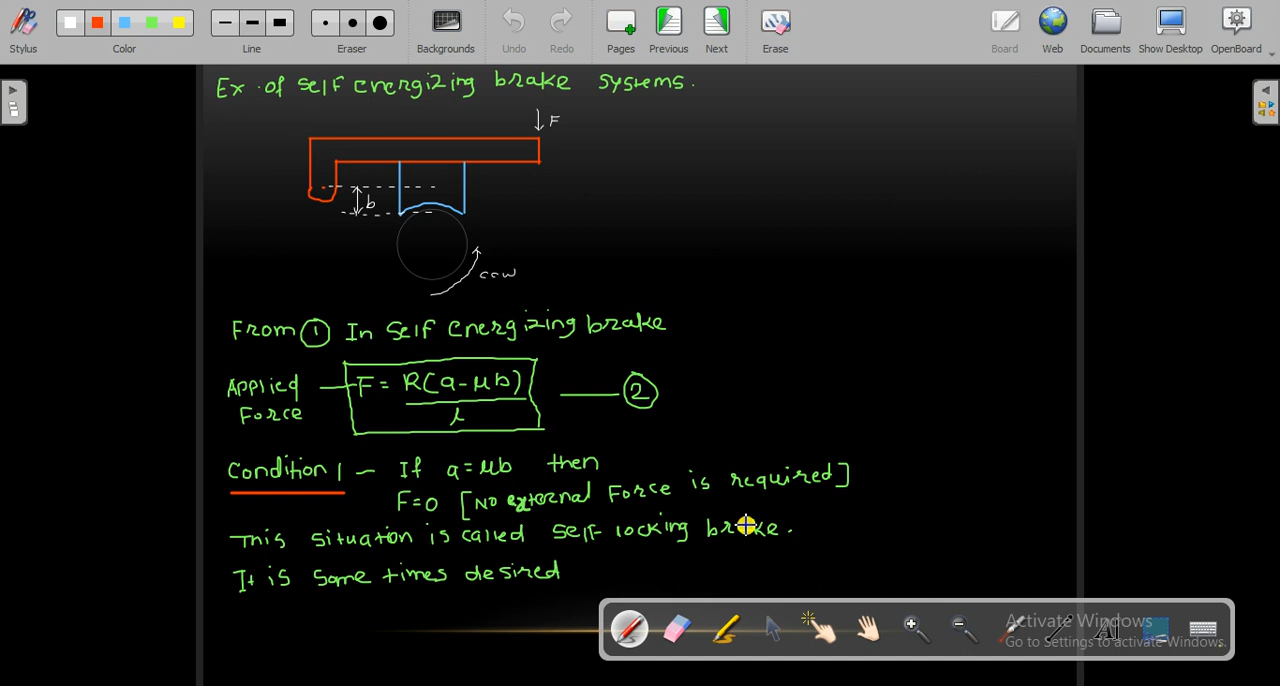 Stylus Color Line Eraser Backgrounds Undo Redo Pages Previous Next Erase Board Web Documents Show Desktop OpenBoard
Ex. of self energizing brake systems.
F
b
ccw
From ① In self energizing brake
Applied Force F = R(a - μb) / l ②
Condition 1 - If a = μb then
F = 0 [No external Force is required]
This situation is called self-locking brake.
It is some times desired
Activate Windows
Go to Settings to activate Windows.